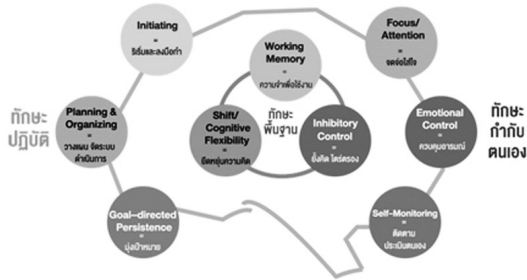 Initiating
=
ริเริ่มและลงมือทำ
Focus/
Attention
=
จดจ่อใส่ใจ
Working
Memory
=
ความจำเพื่อใช้งาน
ทักษะ
ปฏิบัติ
Planning &
Organizing
=
วางแผน จัดระบบ
ดำเนินการ
Shift/
Cognitive
Flexibility
=
ยืดหยุ่นความคิด
ทักษะ
พื้นฐาน
Inhibitory
Control
=
ยั้งคิด ไตร่ตรอง
Emotional
Control
=
ควบคุมอารมณ์
ทักษะ
กำกับ
ตนเอง
Goal–directed
Persistence
=
มุ่งเป้าหมาย
Self-Monitoring
=
ติดตาม
ประเมินตนเอง